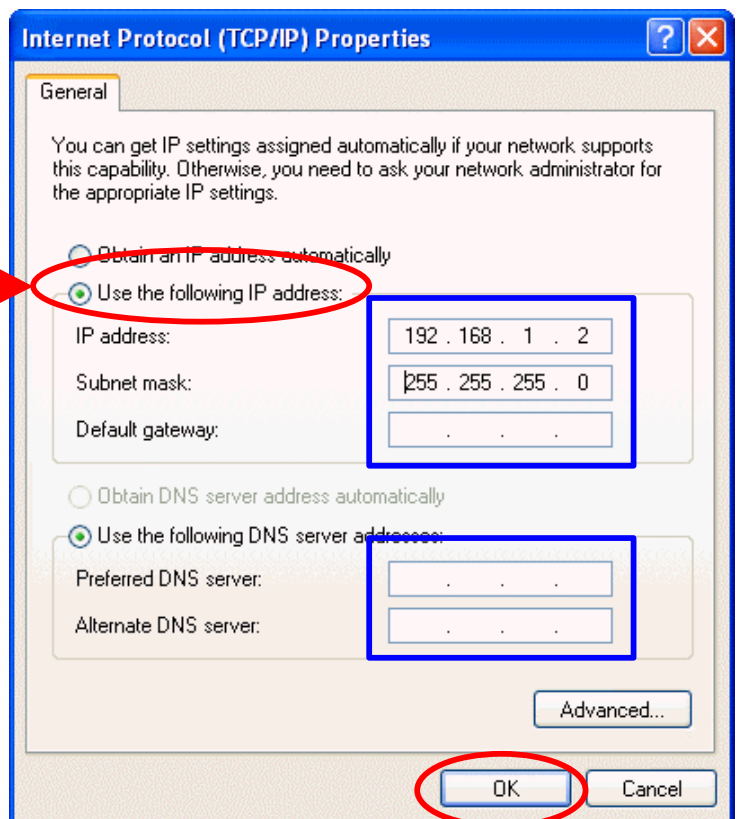 Internet Protocol (TCP/IP) Properties
General
You can get IP settings assigned automatically if your network supports
this capability. Otherwise, you need to ask your network administrator for
the appropriate IP settings.
Obtain an IP address automatically
Use the following IP address:
IP address: 192 . 168 . 1 . 2
Subnet mask: 255 . 255 . 255 . 0
Default gateway: . . .
Obtain DNS server address automatically
Use the following DNS server addresses:
Preferred DNS server: . . .
Alternate DNS server: . . .
Advanced...
OK Cancel